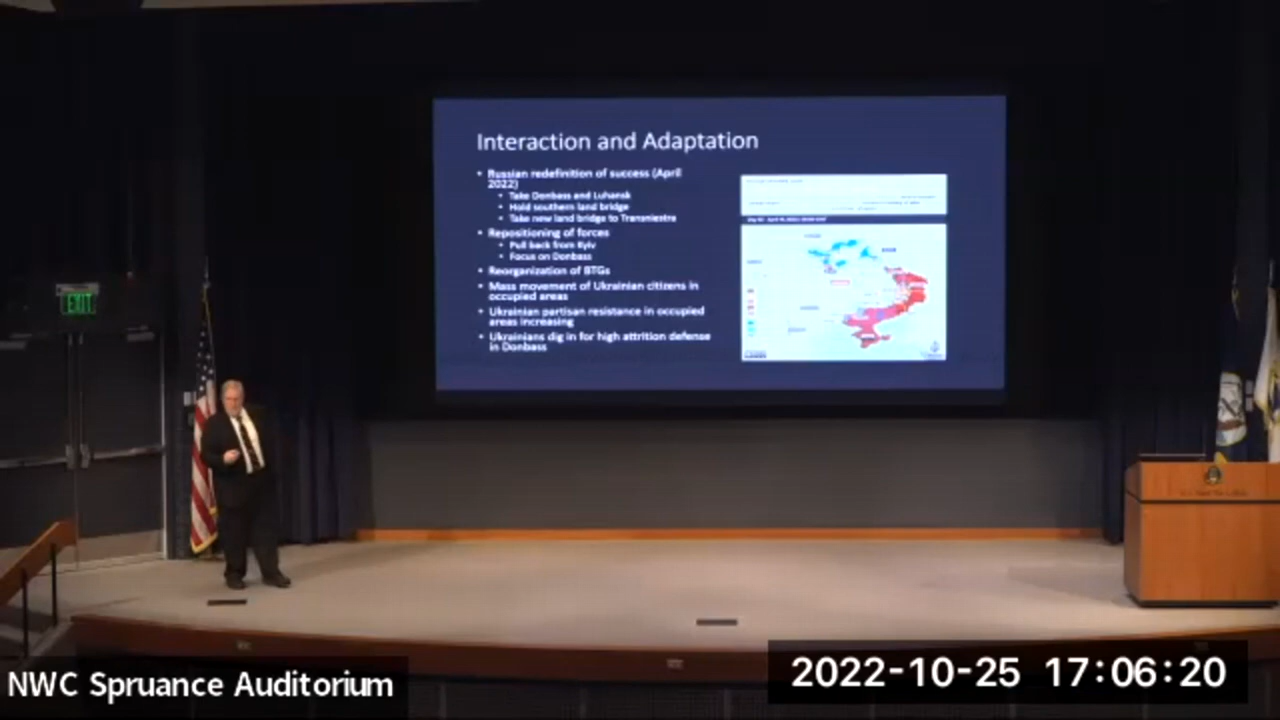 Interaction and Adaptation
• Russian redefinition of success (April
2022)
• Take Donbass and Luhansk
• Hold southern land bridge
• Take new land bridge to Transniestra
• Repositioning of forces
• Pull back from Kyiv
• Focus on Donbass
• Reorganization of BTGs
• Mass movement of Ukrainian citizens in
occupied areas
• Ukrainian partisan resistance in occupied
areas increasing
• Ukrainians dig in for high attrition defense
in Donbass
EXIT
NWC Spruance Auditorium
2022-10-25 17:06:20